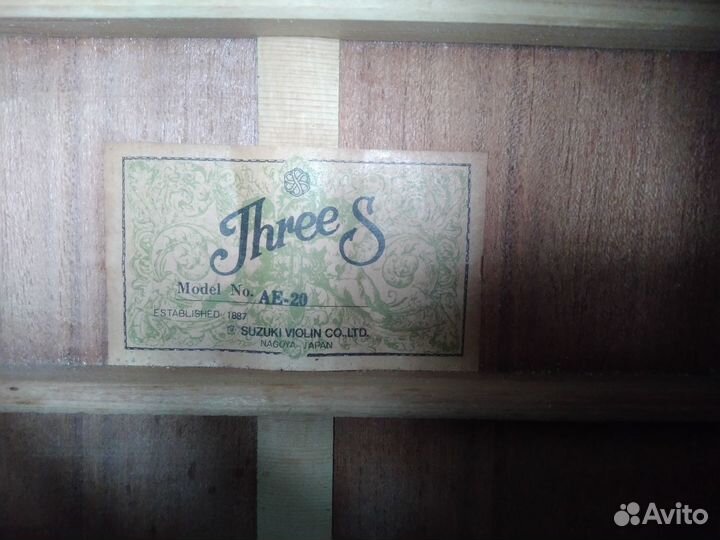 Three S
Model No. AE-20
ESTABLISHED 1887
SUZUKI VIOLIN CO.,LTD.
NAGOYA JAPAN
Avito